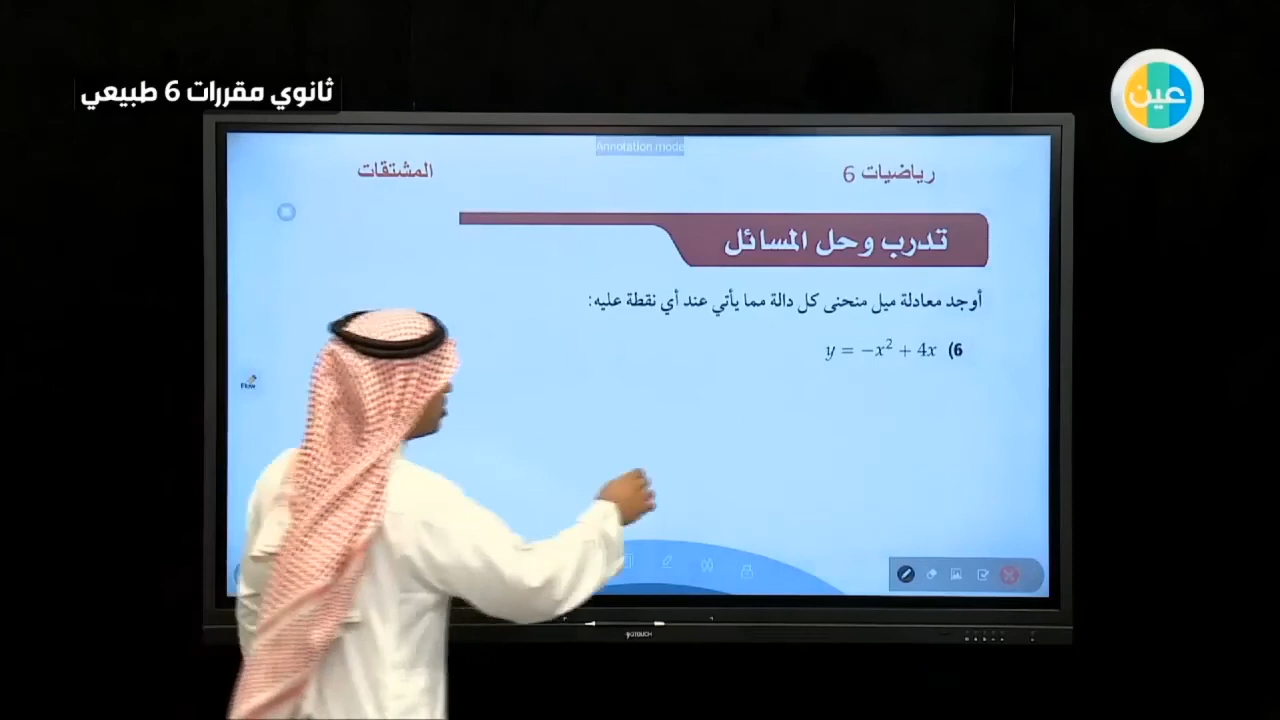 ثانوي مقررات 6 طبيعي
عين
Annotation mode
رياضيات 6
المشتقات
تدرب وحل المسائل
أوجد معادلة ميل منحنى كل دالة مما يأتي عند أي نقطة عليه:
6) y = −x² + 4x
Flow